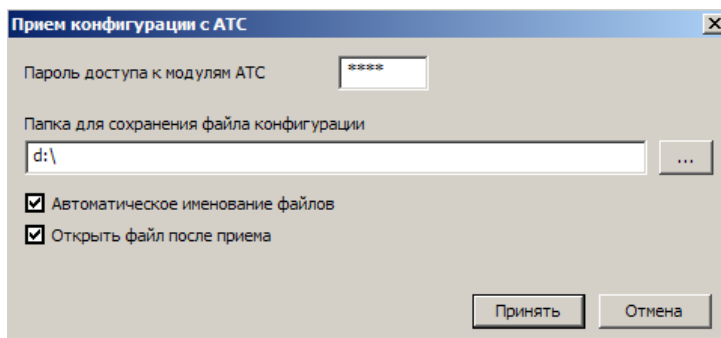 Прием конфигурации с АТС
Пароль доступа к модулям АТС
****
Папка для сохранения файла конфигурации
d:\
...
Автоматическое именование файлов
Открыть файл после приема
Принять
Отмена